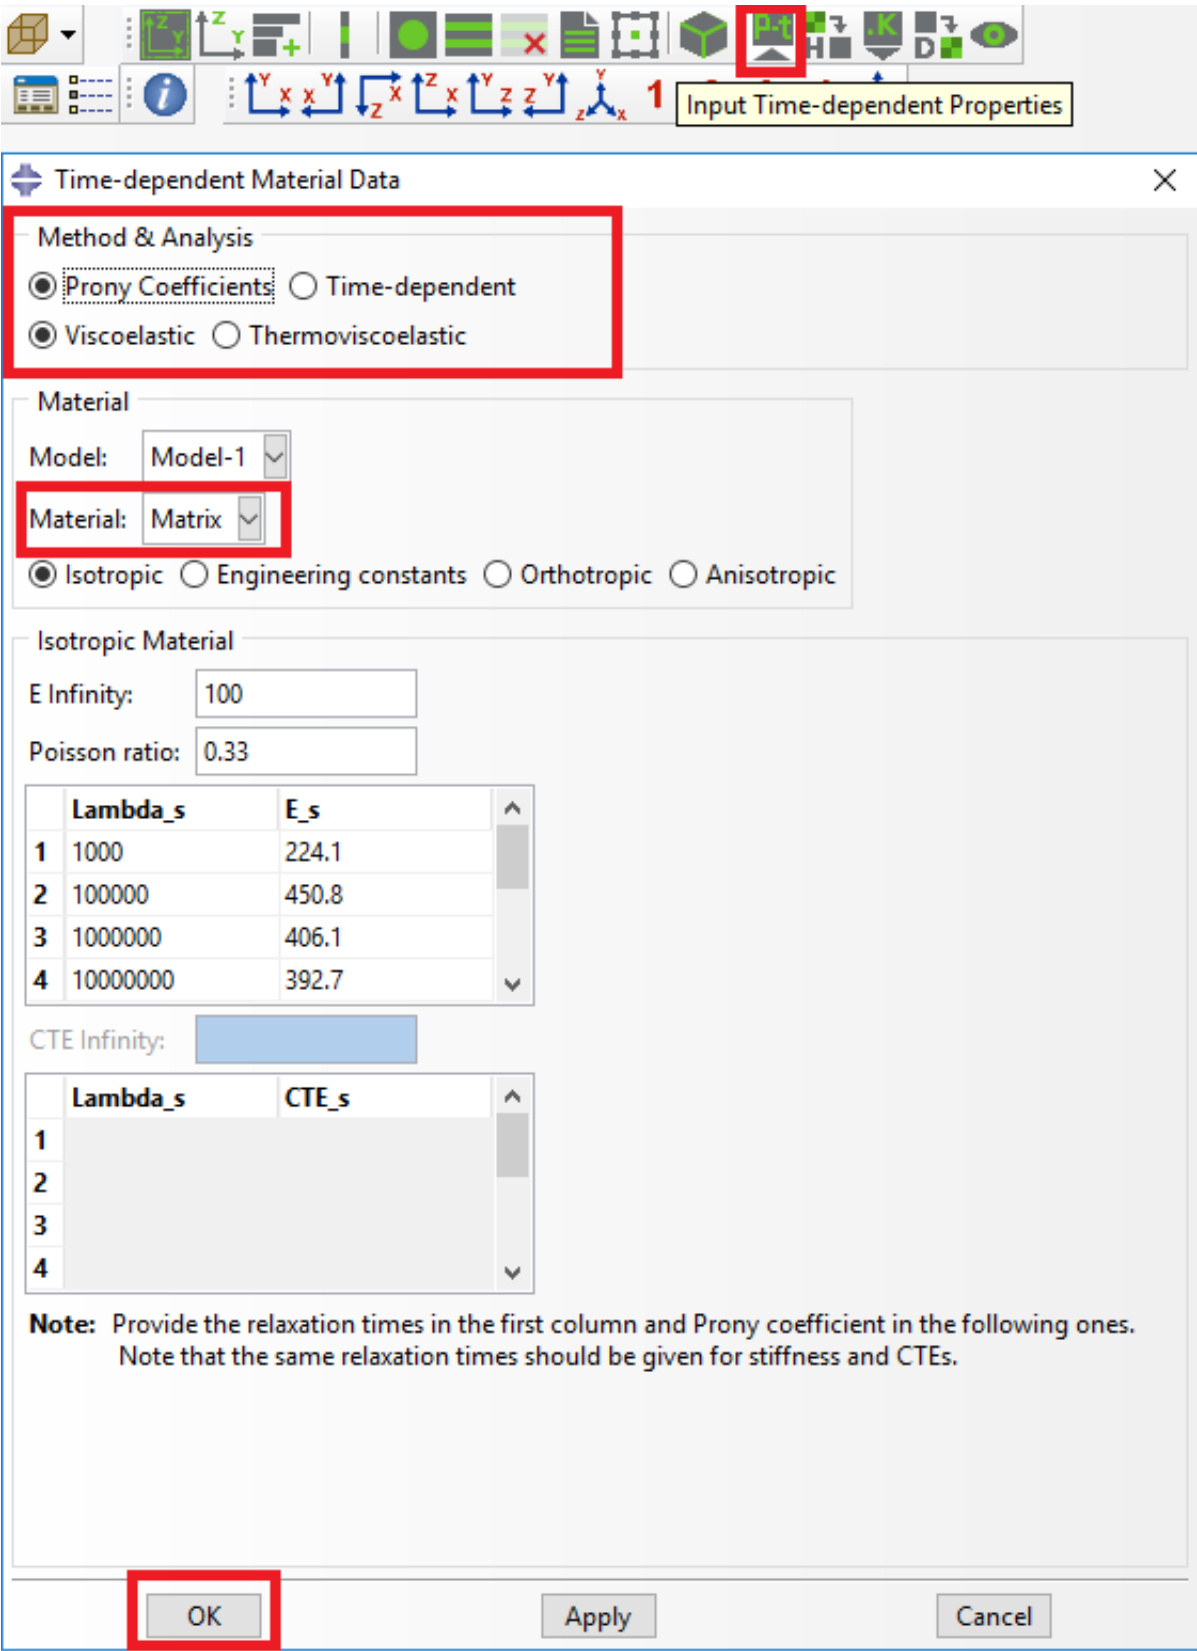 Z Y Z Y P-t H .K D
Y X X Y Z X Z X Y Z Z Y Y Z X 1
Input Time-dependent Properties
Time-dependent Material Data
Method & Analysis
Prony Coefficients Time-dependent
Viscoelastic Thermoviscoelastic
Material
Model: Model-1
Material: Matrix
Isotropic Engineering constants Orthotropic Anisotropic
Isotropic Material
E Infinity: 100
Poisson ratio: 0.33
Lambda_s E_s
1 1000 224.1
2 100000 450.8
3 1000000 406.1
4 10000000 392.7
CTE Infinity:
Lambda_s CTE_s
1
2
3
4
Note: Provide the relaxation times in the first column and Prony coefficient in the following ones.
Note that the same relaxation times should be given for stiffness and CTEs.
OK Apply Cancel